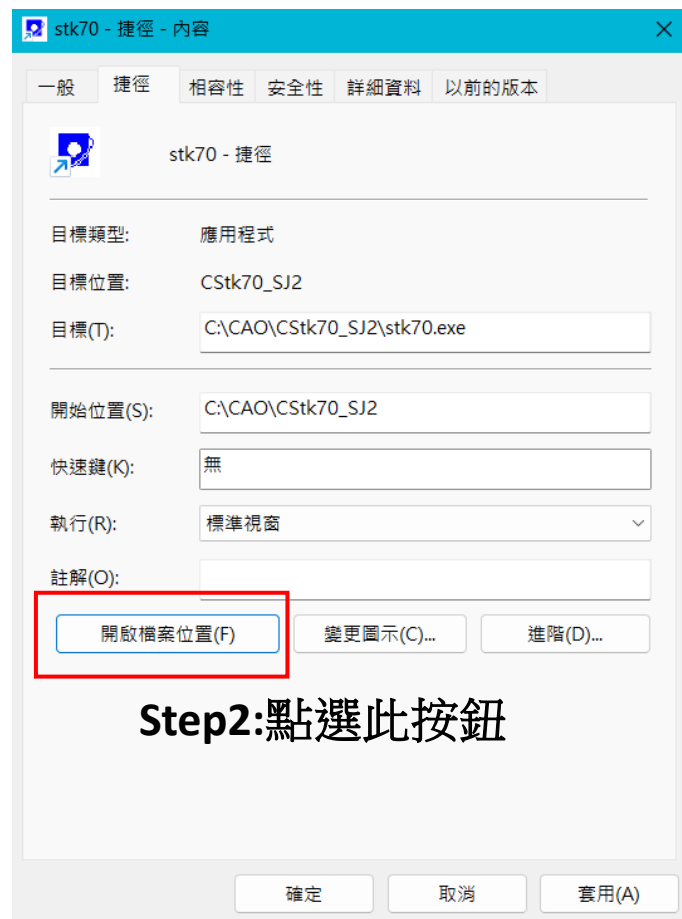 stk70 - 捷徑 - 內容
一般 捷徑 相容性 安全性 詳細資料 以前的版本
stk70 - 捷徑
目標類型: 應用程式
目標位置: CStk70_SJ2
目標(T): C:\CAO\CStk70_SJ2\stk70.exe
開始位置(S): C:\CAO\CStk70_SJ2
快速鍵(K): 無
執行(R): 標準視窗
註解(O):
開啟檔案位置(F) 變更圖示(C)... 進階(D)...
Step2:點選此按鈕
確定 取消 套用(A)